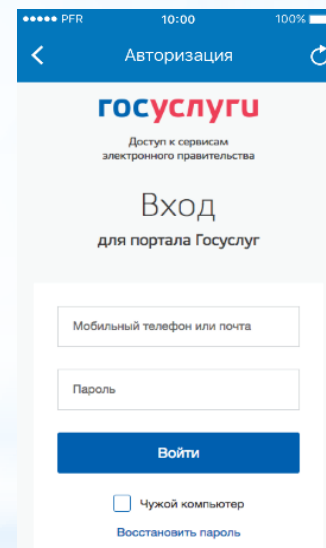 PFR 10:00 100%
Авторизация
госуслуги
Доступ к сервисам
электронного правительства
Вход
для портала Госуслуг
Мобильный телефон или почта
Пароль
Войти
Чужой компьютер
Восстановить пароль